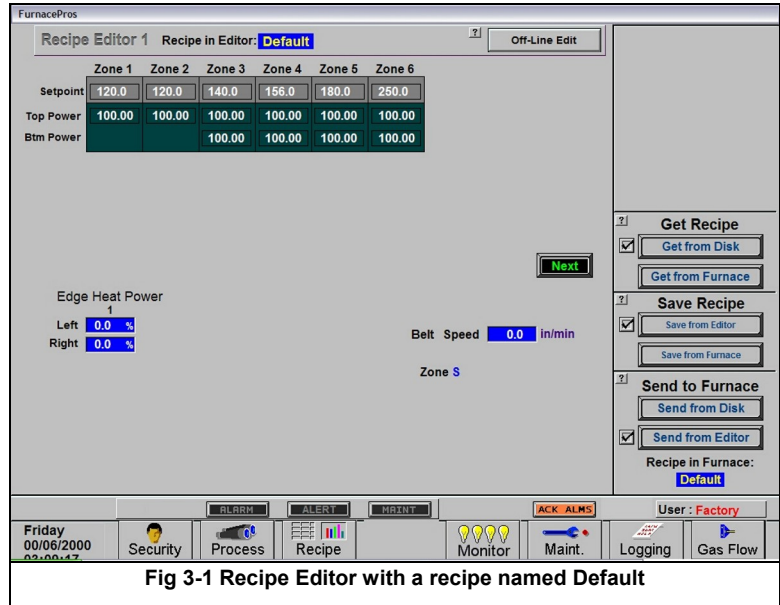 FurnacePros
Recipe Editor 1 Recipe in Editor: Default ? Off-Line Edit
Zone 1 Zone 2 Zone 3 Zone 4 Zone 5 Zone 6
Setpoint 120.0 120.0 140.0 156.0 180.0 250.0
Top Power 100.00 100.00 100.00 100.00 100.00 100.00
Btm Power 100.00 100.00 100.00 100.00
? Get Recipe
Get from Disk
Next
Get from Furnace
Edge Heat Power
1
Left 0.0 %
Right 0.0 %
Belt Speed 0.0 in/min
Zone S
? Save Recipe
Save from Editor
Save from Furnace
? Send to Furnace
Send from Disk
Send from Editor
Recipe in Furnace:
Default
ALARM ALERT MAINT ACK ALMS User : Factory
Friday
00/06/2000
Security Process Recipe Monitor Maint. Logging Gas Flow
Fig 3-1 Recipe Editor with a recipe named Default